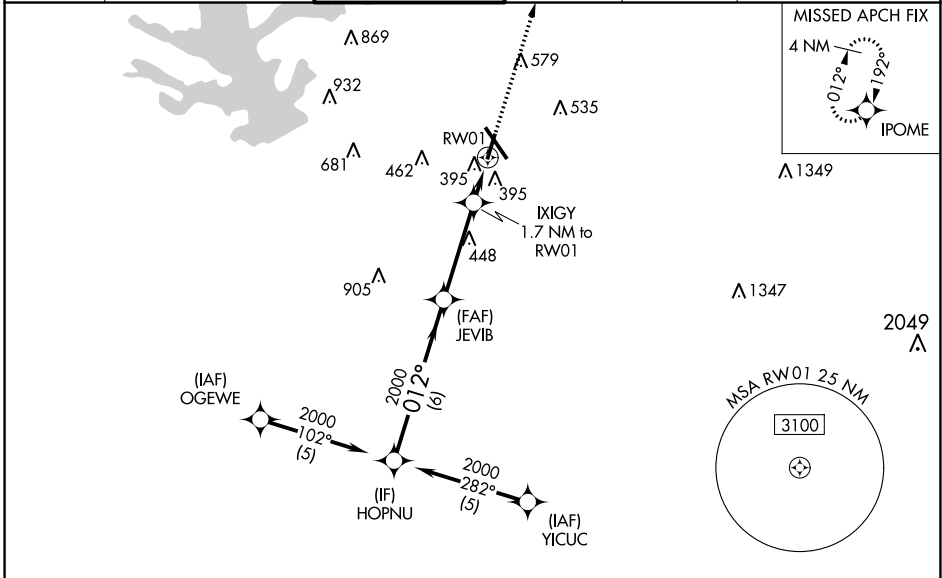 MISSED APCH FIX
4 NM
012°
192°
IPOME
869
579
932
535
RW01
681
462
395
395
1349
IXIGY
1.7 NM to
RW01
448
905
1347
(FAF)
JEVIB
2049
2000
012°
(6)
MSA RW01 25 NM
3100
(IAF)
OGEWE
2000
102°
(5)
(IF)
HOPNU
2000
282°
(5)
(IAF)
YICUC